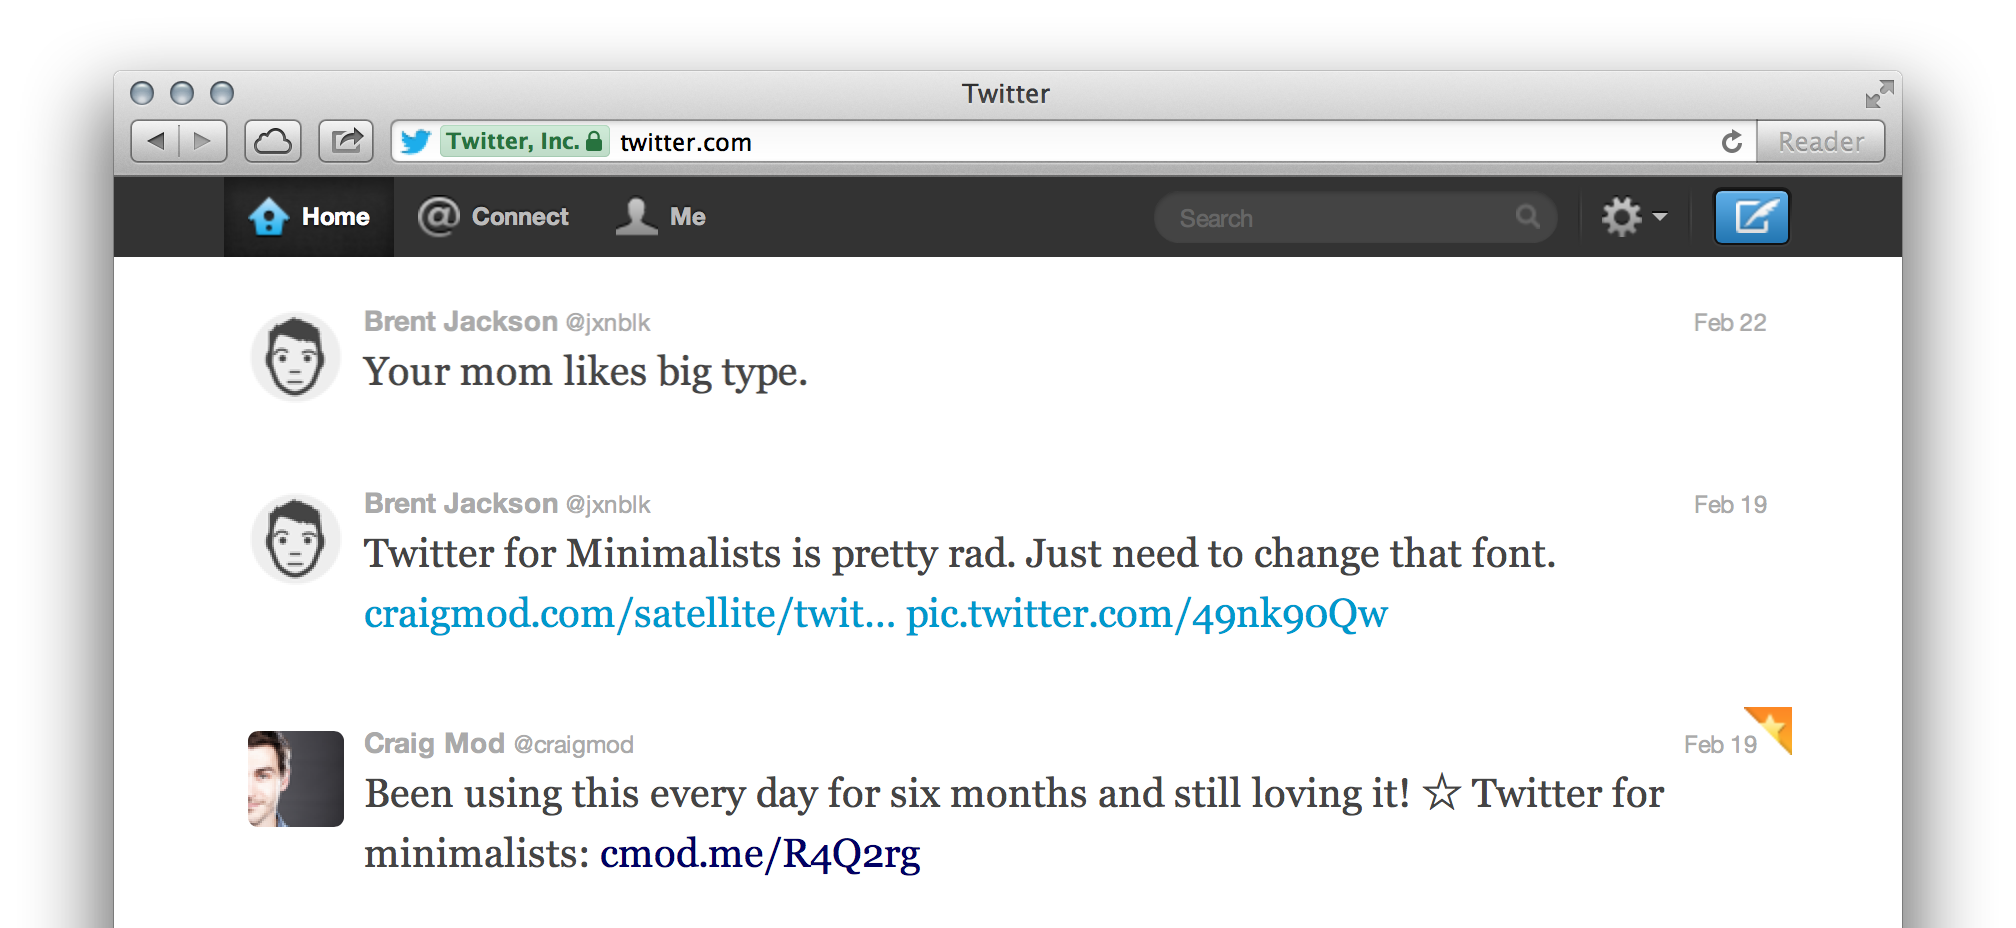 Twitter
Twitter, Inc. twitter.com Reader
Home @ Connect Me Search
Brent Jackson @jxnblk Feb 22
Your mom likes big type.
Brent Jackson @jxnblk Feb 19
Twitter for Minimalists is pretty rad. Just need to change that font.
craigmod.com/satellite/twit... pic.twitter.com/49nk90Qw
Craig Mod @craigmod Feb 19
Been using this every day for six months and still loving it! ☆ Twitter for
minimalists: cmod.me/R4Q2rg